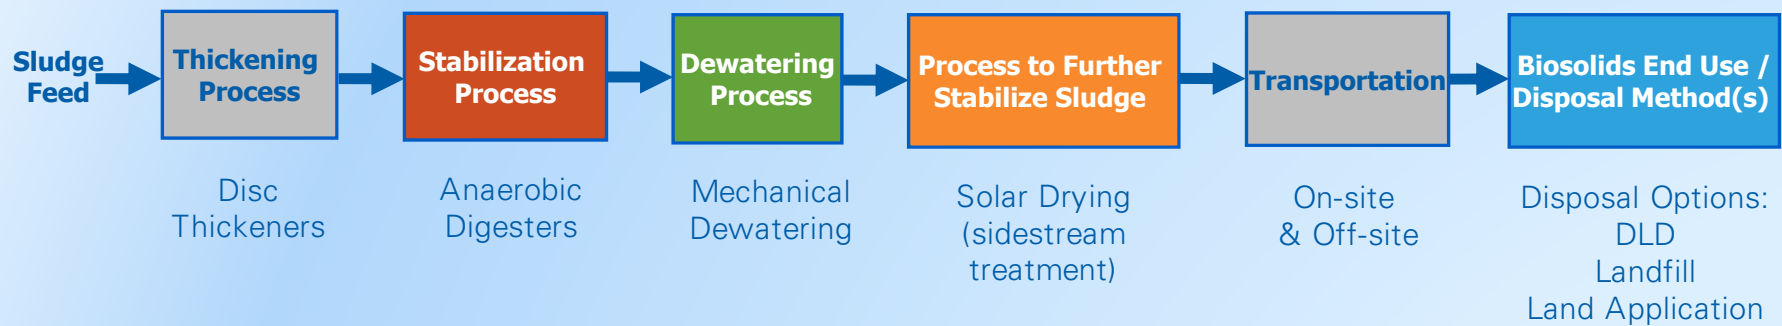 Sludge
Feed
Thickening
Process
Stabilization
Process
Dewatering
Process
Process to Further
Stabilize Sludge
Transportation
Biosolids End Use /
Disposal Method(s)
Disc
Thickeners
Anaerobic
Digesters
Mechanical
Dewatering
Solar Drying
(sidestream
treatment)
On-site
& Off-site
Disposal Options:
DLD
Landfill
Land Application